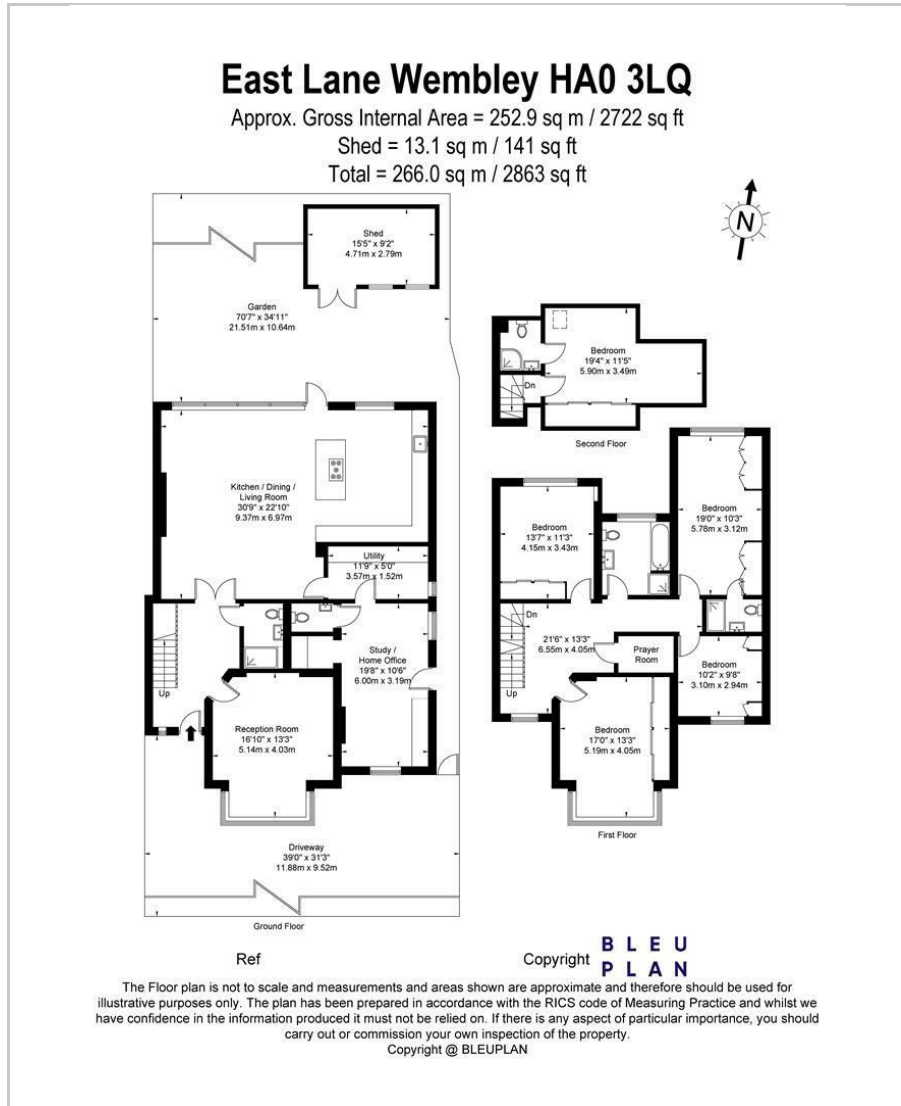 East Lane Wembley HA0 3LQ
Approx. Gross Internal Area = 252.9 sq m / 2722 sq ft
Shed = 13.1 sq m / 141 sq ft
Total = 266.0 sq m / 2863 sq ft
N
Shed
15'5" x 9'2"
4.71m x 2.79m
Garden
70'7" x 34'11"
21.51m x 10.64m
Kitchen / Dining /
Living Room
30'9" x 22'10"
9.37m x 6.97m
Utility
11'9" x 5'0"
3.57m x 1.52m
Study /
Home Office
19'8" x 10'6"
6.00m x 3.19m
Up
Reception Room
16'10" x 13'3"
5.14m x 4.03m
Driveway
39'0" x 31'3"
11.88m x 9.52m
Ground Floor
Bedroom
19'4" x 11'5"
5.90m x 3.49m
Dn
Second Floor
Bedroom
13'7" x 11'3"
4.15m x 3.43m
Bedroom
19'0" x 10'3"
5.78m x 3.12m
Dn
21'6" x 13'3"
6.55m x 4.05m
Prayer
Room
Up
Bedroom
10'2" x 9'8"
3.10m x 2.94m
Bedroom
17'0" x 13'3"
5.19m x 4.05m
First Floor
Ref
Copyright
BLEU
PLAN
The Floor plan is not to scale and measurements and areas shown are approximate and therefore should be used for
illustrative purposes only. The plan has been prepared in accordance with the RICS code of Measuring Practice and whilst we
have confidence in the information produced it must not be relied on. If there is any aspect of particular importance, you should
carry out or commission your own inspection of the property.
Copyright @ BLEUPLAN